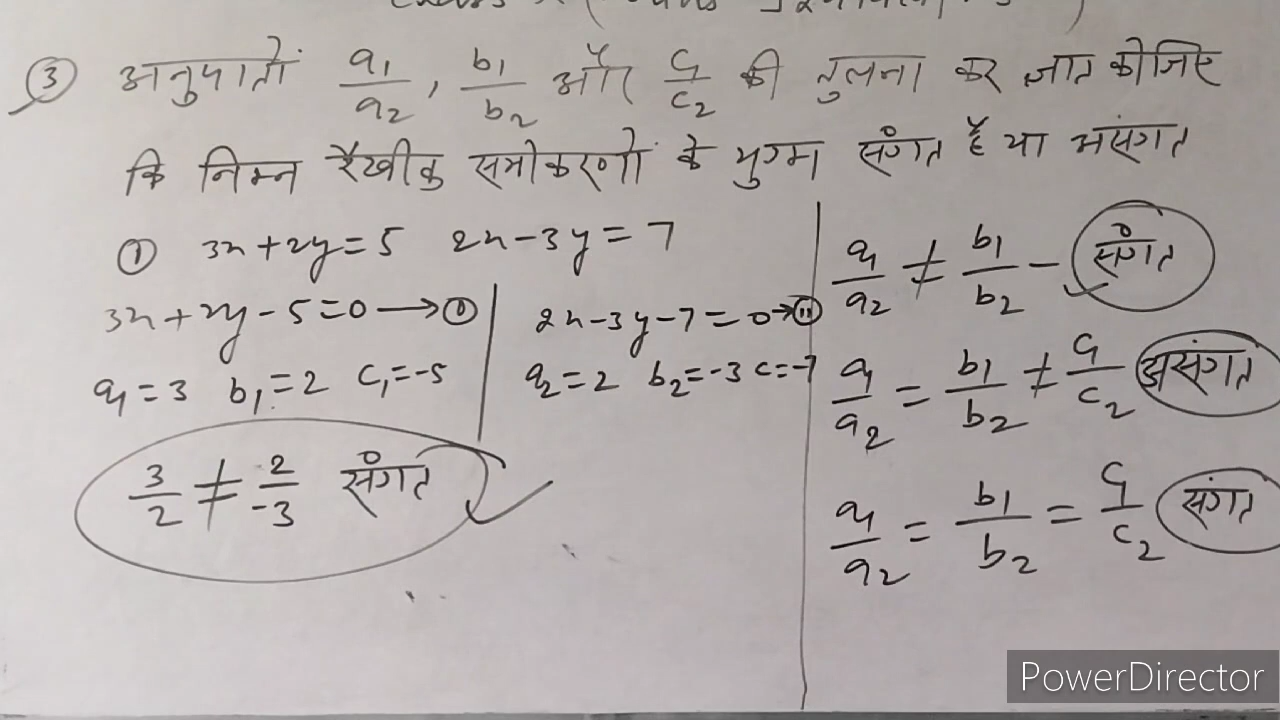 ③ अनुपातों a₁/a₂, b₁/b₂ और c₁/c₂ की तुलना कर ज्ञात कीजिए
कि निम्न रैखीक समीकरणों के युग्म संगत है या असंगत
① 3x+2y=5 2x-3y=7
3x+2y-5=0 → ①
a₁=3 b₁=2 c₁=-5
2x-3y-7=0 → ⑪
a₂=2 b₂=-3 c=-7
3/2 ≠ 2/-3 संगत
a₁/a₂ ≠ b₁/b₂ - संगत
a₁/a₂ = b₁/b₂ ≠ c₁/c₂ असंगत
a₁/a₂ = b₁/b₂ = c₁/c₂ संगत
PowerDirector